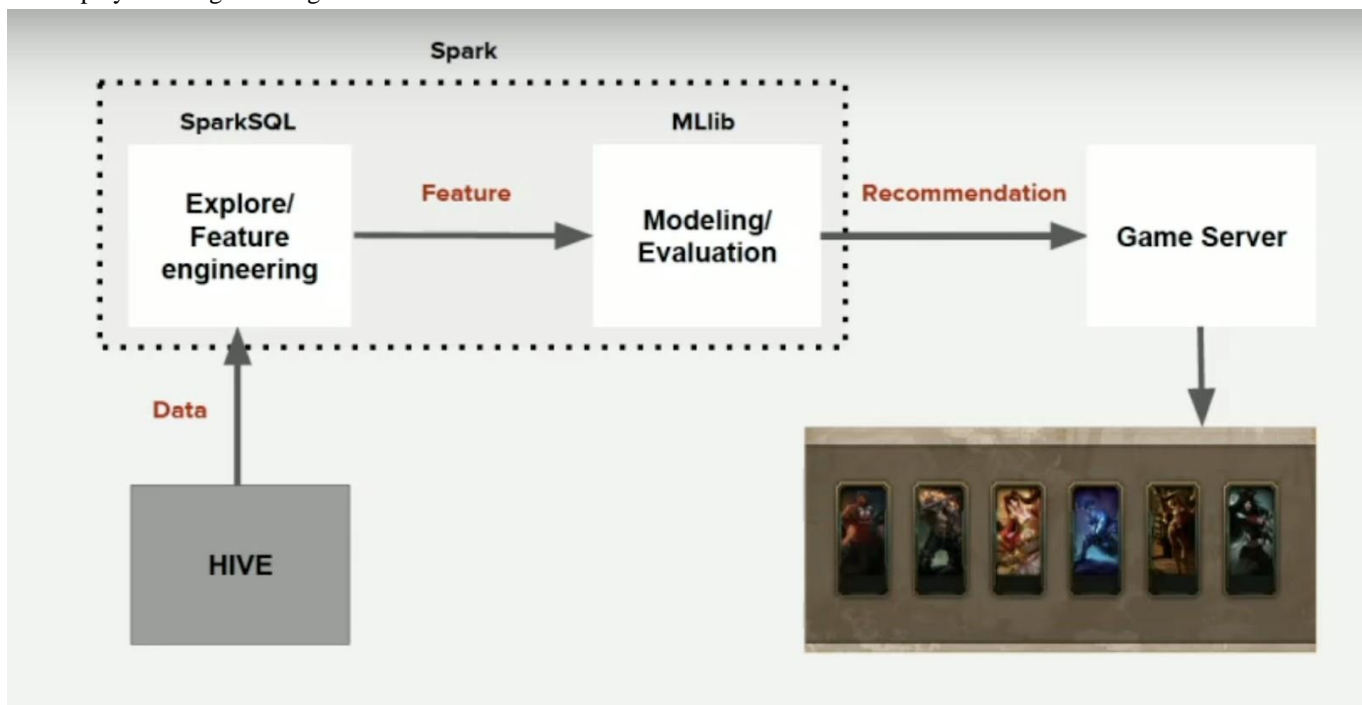 Spark
SparkSQL
MLlib
Explore/
Feature
engineering
Feature
Modeling/
Evaluation
Recommendation
Game Server
Data
HIVE